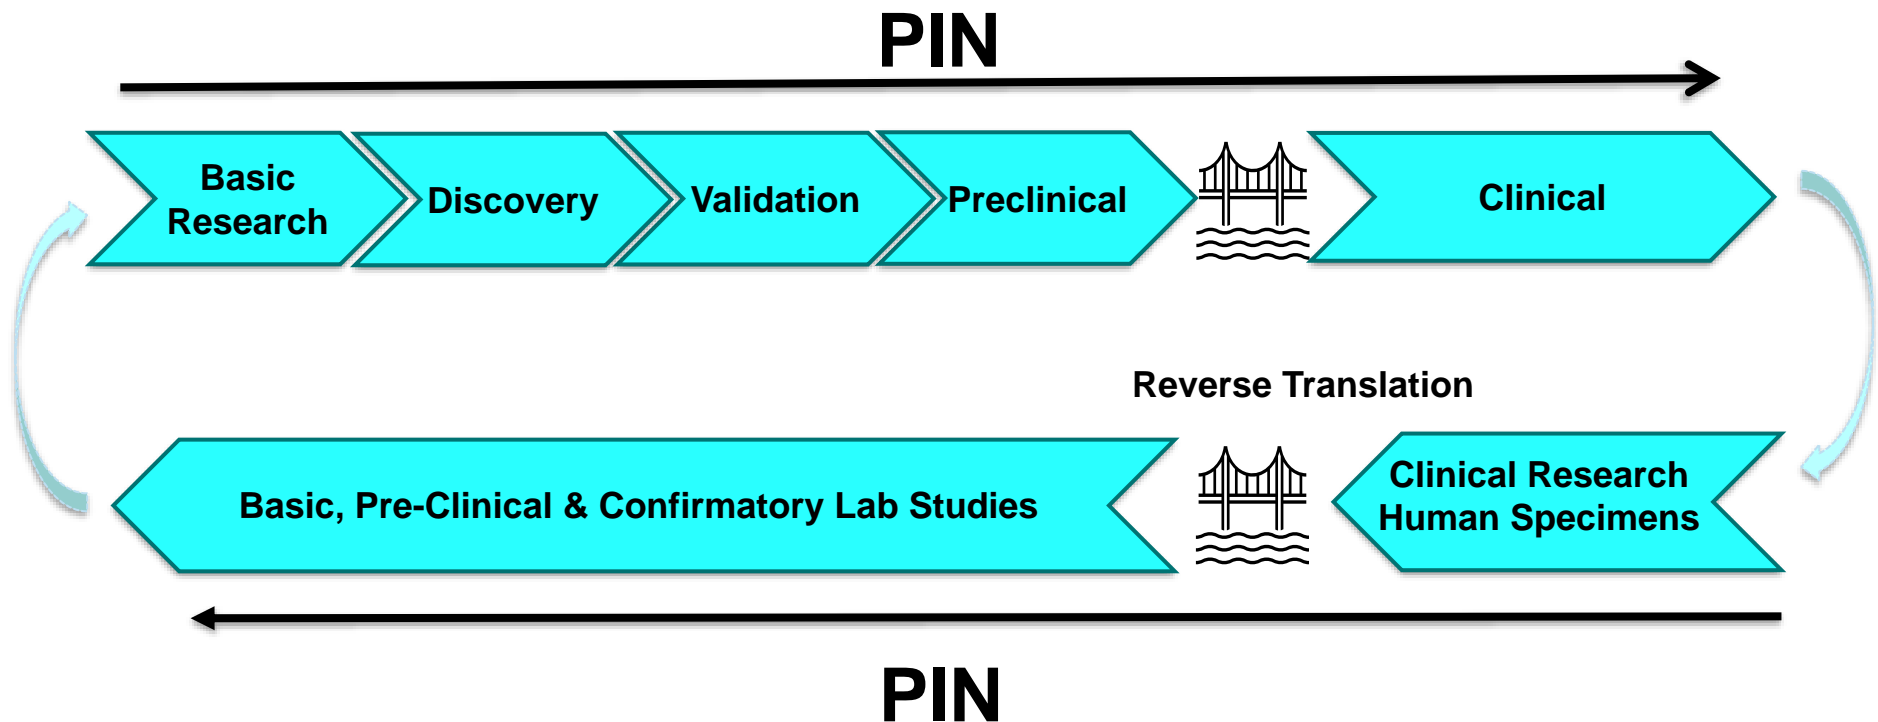 PIN
Basic
Research
Discovery
Validation
Preclinical
Clinical
Reverse Translation
Basic, Pre-Clinical & Confirmatory Lab Studies
Clinical Research
Human Specimens
PIN